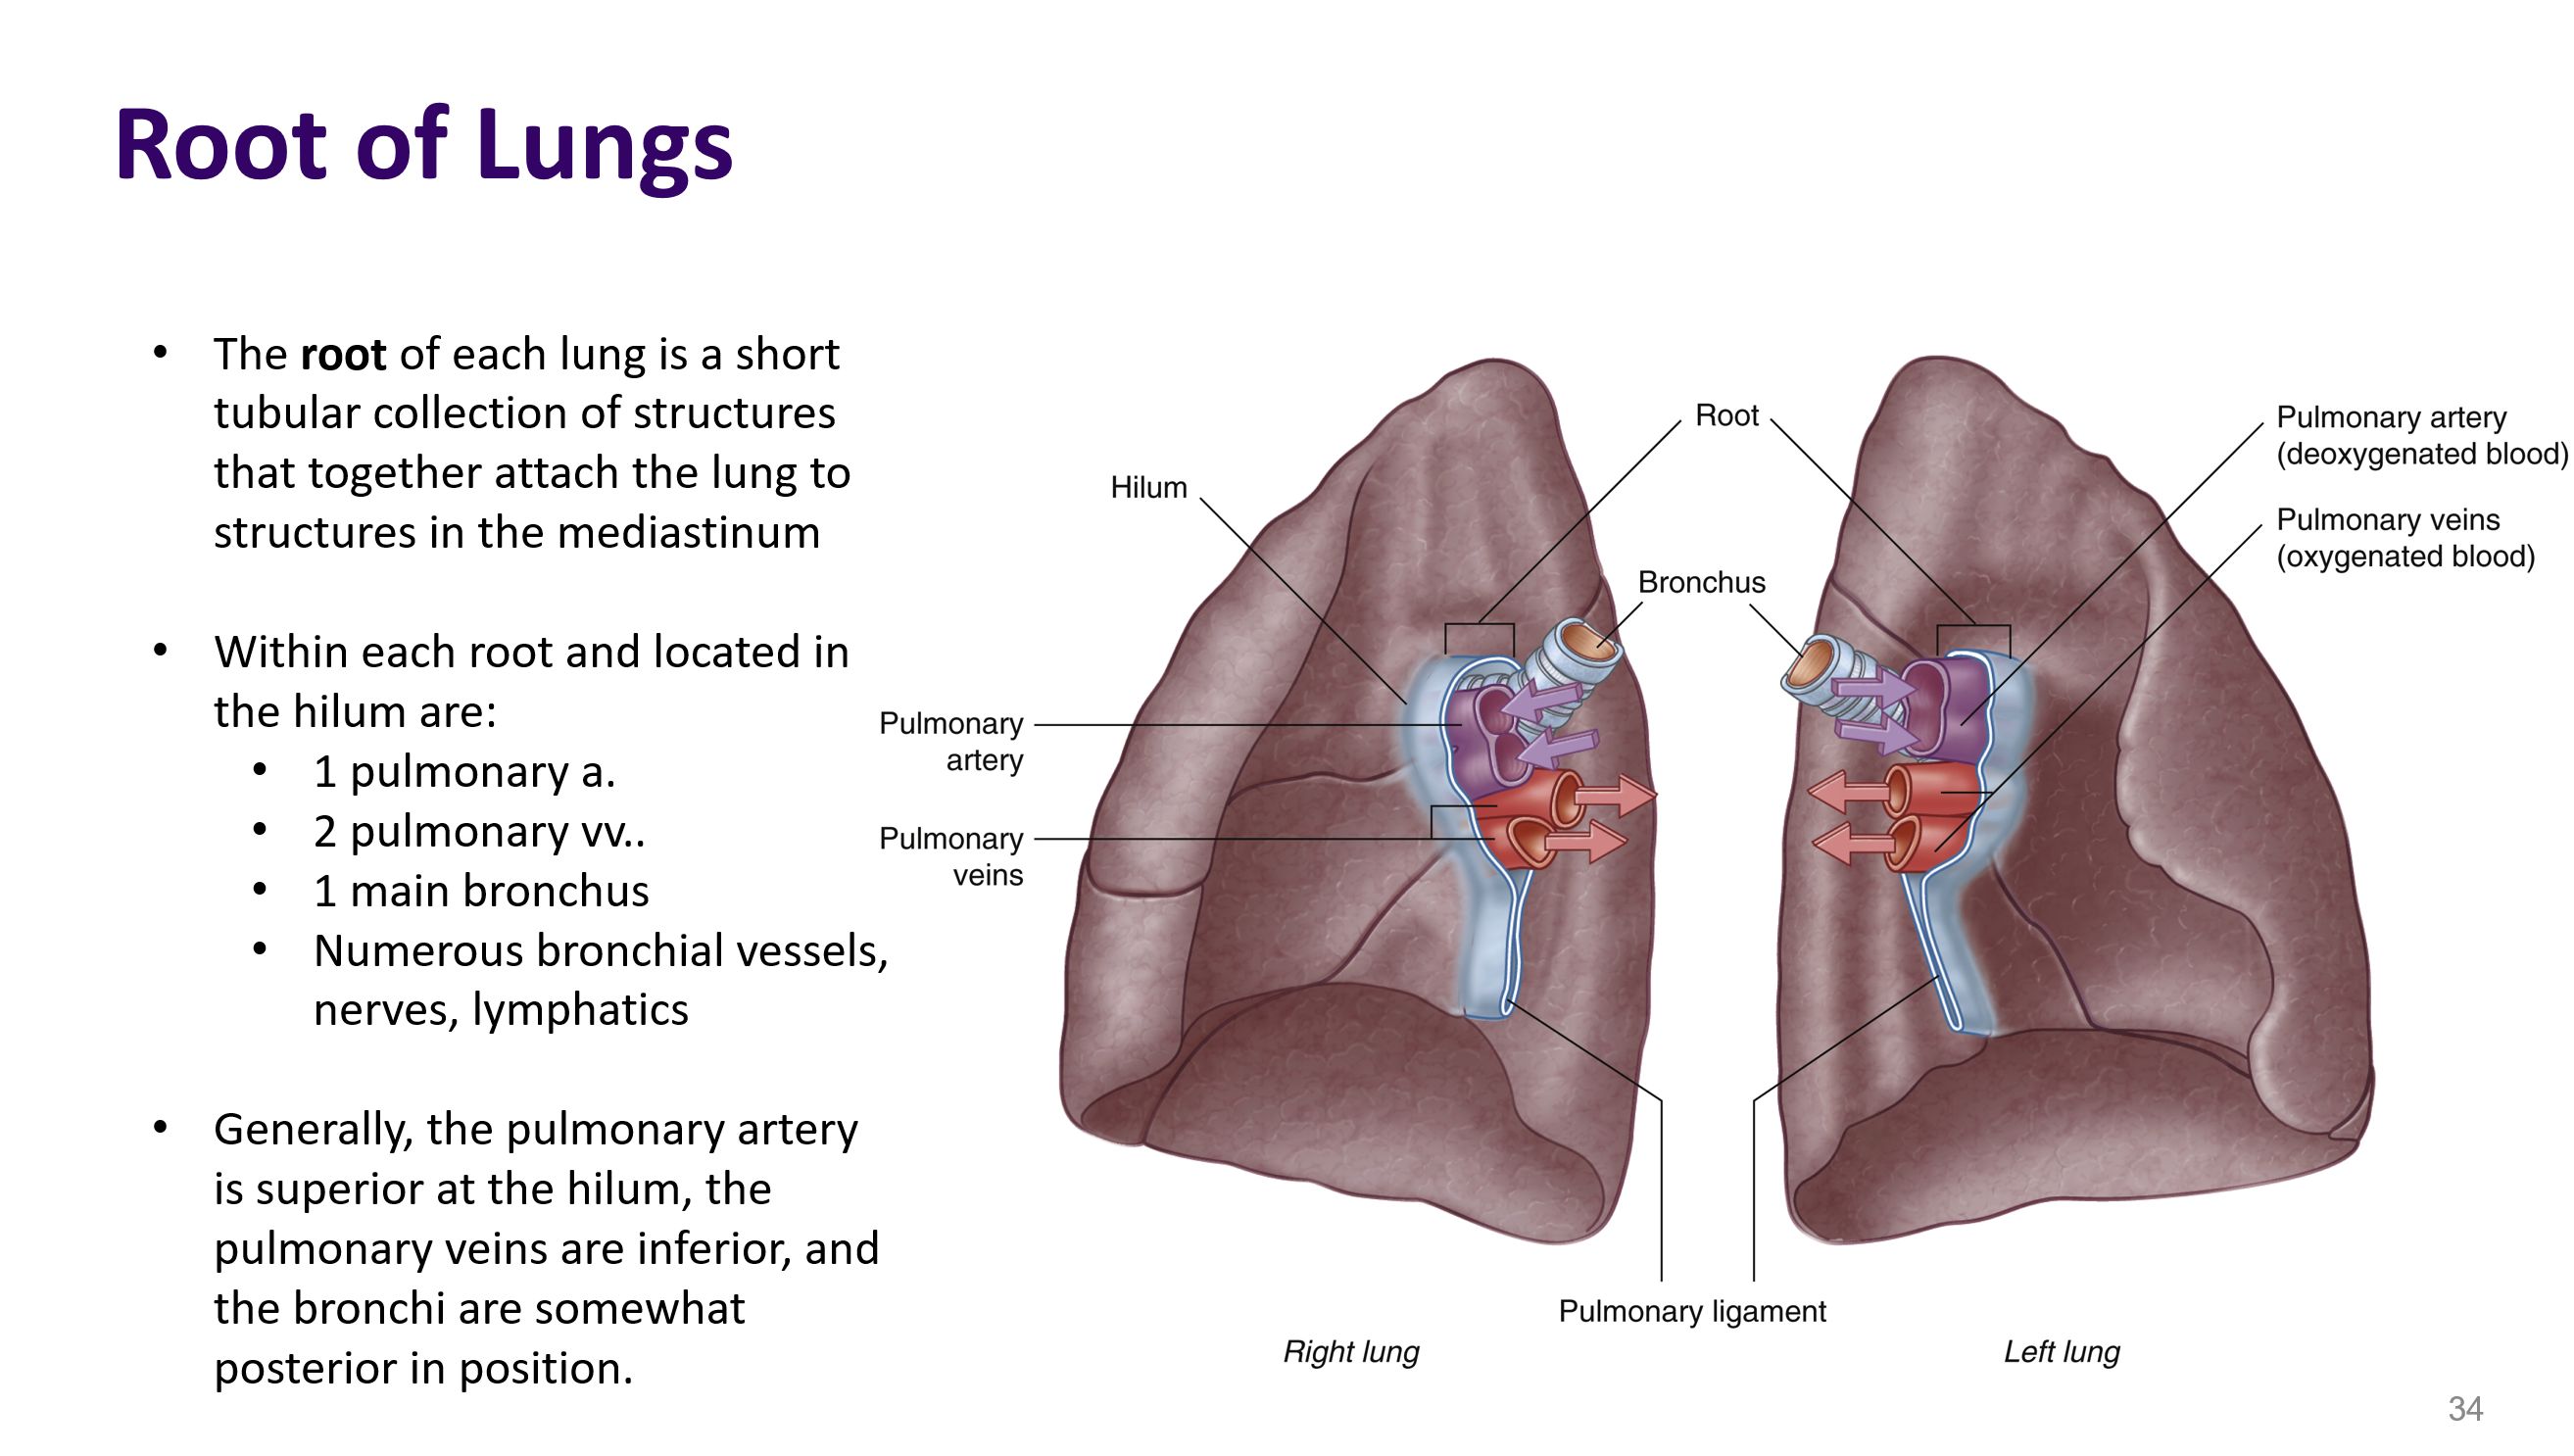 Root of Lungs
• The root of each lung is a short
tubular collection of structures
that together attach the lung to
structures in the mediastinum
• Within each root and located in
the hilum are:
• 1 pulmonary a.
• 2 pulmonary vv..
• 1 main bronchus
• Numerous bronchial vessels,
nerves, lymphatics
• Generally, the pulmonary artery
is superior at the hilum, the
pulmonary veins are inferior, and
the bronchi are somewhat
posterior in position.
Root
Hilum
Bronchus
Pulmonary
artery
Pulmonary
veins
Pulmonary artery
(deoxygenated blood)
Pulmonary veins
(oxygenated blood)
Pulmonary ligament
Right lung
Left lung
34